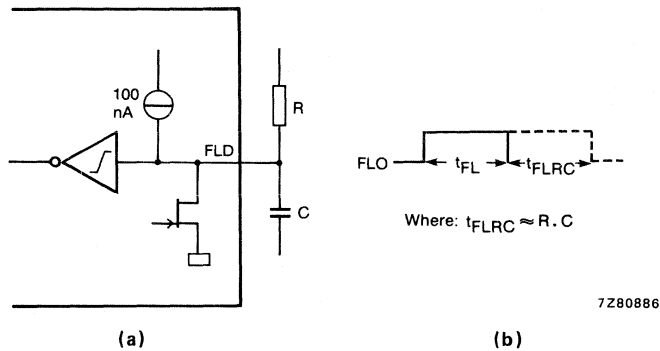 100
nA
R
FLD
C
FLO
tFL
tFLRC
Where: tFLRC ≈ R.C
7Z80886
(a)
(b)